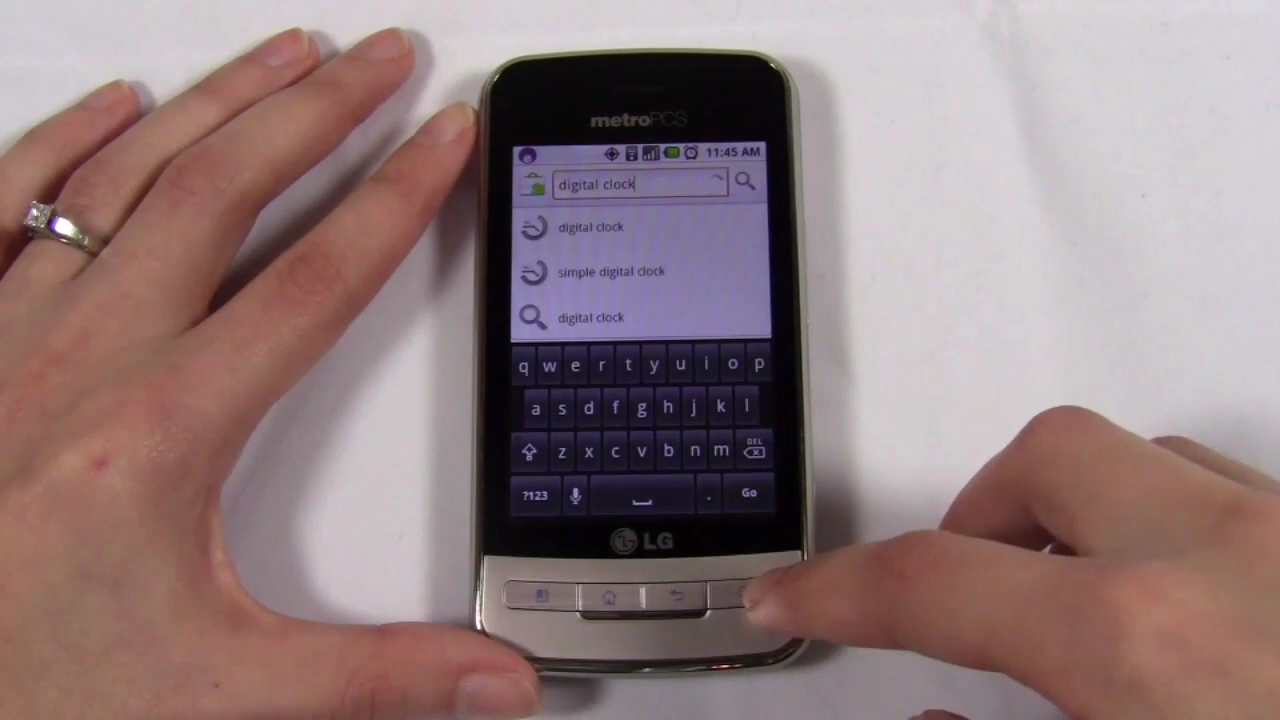 metroPCS
11:45 AM
digital clock
digital clock
simple digital clock
digital clock
q w e r t y u i o p
a s d f g h j k l
z x c v b n m DEL
?123 . Go
LG